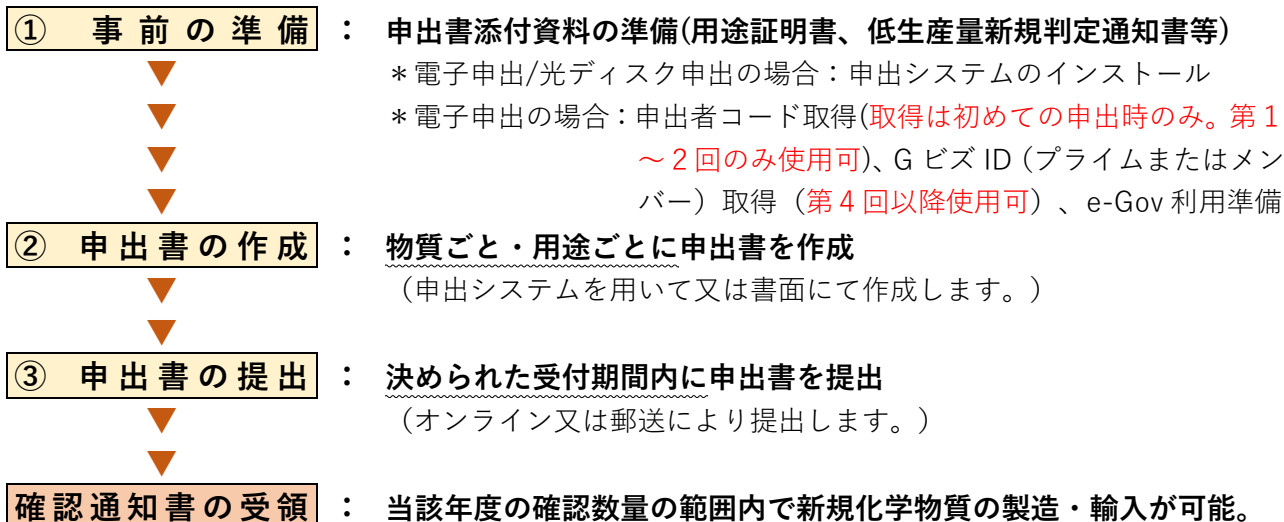 ① 事前の準備 : 申出書添付資料の準備(用途証明書、低生産量新規判定通知書等)
▼ ＊電子申出/光ディスク申出の場合：申出システムのインストール
▼ ＊電子申出の場合：申出者コード取得(取得は初めての申出時のみ。第１
▼ ～２回のみ使用可)、G ビズ ID (プライムまたはメン
▼ バー）取得（第４回以降使用可）、e-Gov 利用準備
② 申出書の作成 : 物質ごと・用途ごとに申出書を作成
▼ （申出システムを用いて又は書面にて作成します。）
▼
③ 申出書の提出 : 決められた受付期間内に申出書を提出
▼ （オンライン又は郵送により提出します。）
▼
確認通知書の受領 : 当該年度の確認数量の範囲内で新規化学物質の製造・輸入が可能。